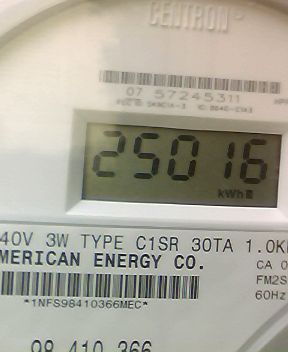 CENTRON
07 57245311
25016
kWh
40V 3W TYPE C1SR 30TA 1.0K
MERICAN ENERGY CO.
CA 0
FM2S
60Hz
*1NFS98410366MEC*
98 410 366